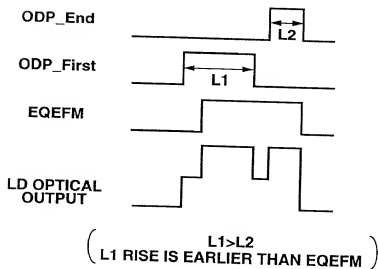 ODP_End
L2
ODP_First
L1
EQEFM
LD OPTICAL
OUTPUT
L1>L2
( L1 RISE IS EARLIER THAN EQEFM )